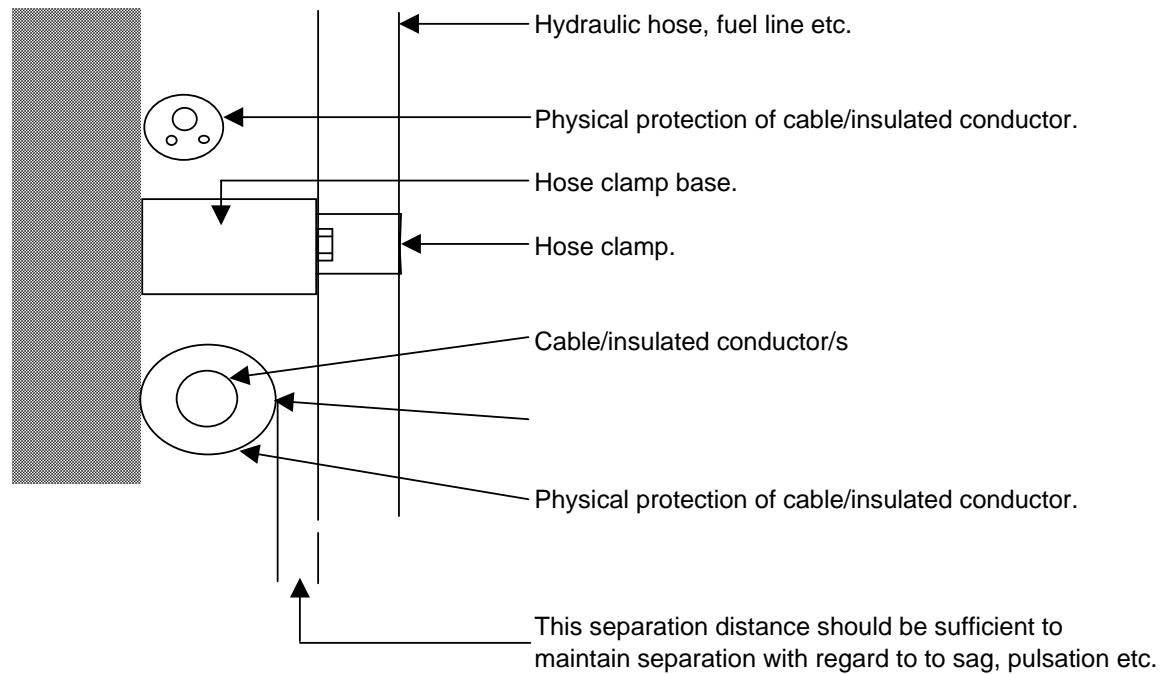 Hydraulic hose, fuel line etc.
Physical protection of cable/insulated conductor.
Hose clamp base.
Hose clamp.
Cable/insulated conductor/s
Physical protection of cable/insulated conductor.
This separation distance should be sufficient to
maintain separation with regard to to sag, pulsation etc.